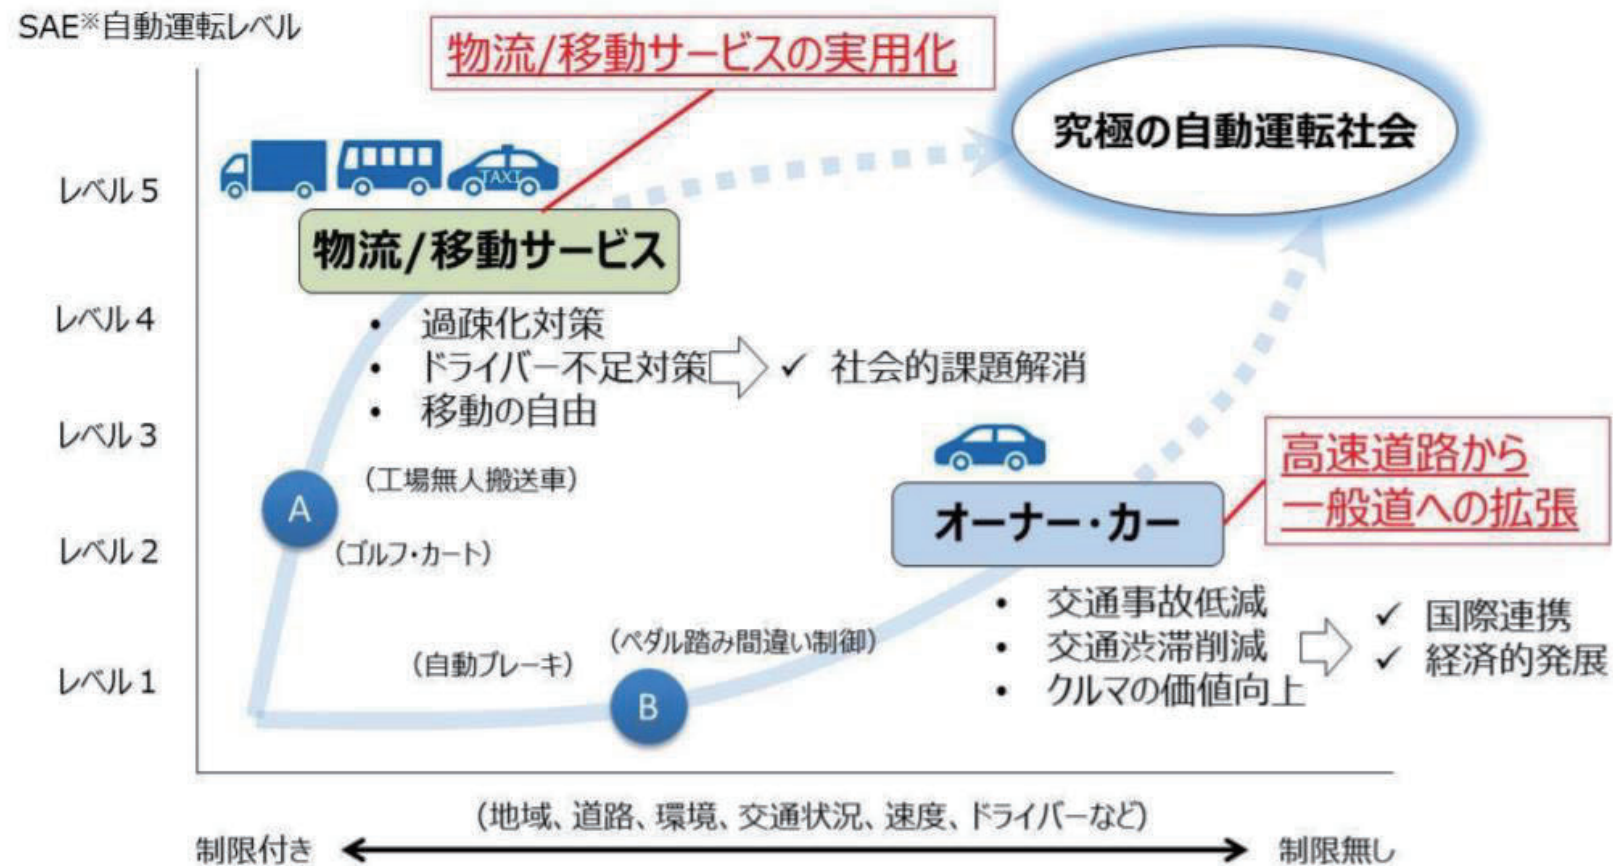 SAE※自動運転レベル
物流/移動サービスの実用化
究極の自動運転社会
レベル5
TAXI
物流/移動サービス
レベル4
• 過疎化対策
• ドライバー不足対策
• 移動の自由
✓ 社会的課題解消
レベル3
高速道路から
一般道への拡張
(工場無人搬送車)
A
オーナー・カー
レベル2
(ゴルフ・カート)
• 交通事故低減
• 交通渋滞削減
• クルマの価値向上
✓ 国際連携
✓ 経済的発展
(ペダル踏み間違い制御)
(自動ブレーキ)
レベル1
B
(地域、道路、環境、交通状況、速度、ドライバーなど)
制限付き
制限無し